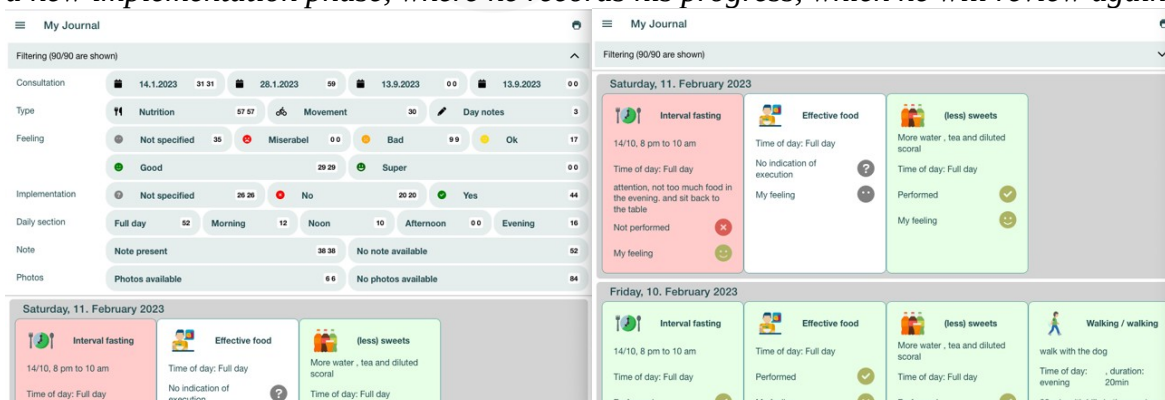 a new implementation phase, where he records his progress, which he will review again
My Journal
Filtering (90/90 are shown)
Consultation
14.1.2023 31 31
28.1.2023 59
13.9.2023 0 0
13.9.2023 0 0
Type
Nutrition 57 57
Movement 30
Day notes 3
Feeling
Not specified 35
Miserabel 0 0
Bad 9 9
Ok 17
Good 29 29
Super 0 0
Implementation
Not specified 26 26
No 20 20
Yes 44
Daily section
Full day 52
Morning 12
Noon 10
Afternoon 0 0
Evening 16
Note
Note present 38 38
No note available 52
Photos
Photos available 6 6
No photos available 84
Saturday, 11. February 2023
Interval fasting
14/10, 8 pm to 10 am
Time of day: Full day
Effective food
Time of day: Full day
No indication of
execution
(less) sweets
More water , tea and diluted
scoral
Time of day: Full day
My Journal
Filtering (90/90 are shown)
Saturday, 11. February 2023
Interval fasting
14/10, 8 pm to 10 am
Time of day: Full day
attention, not too much food in
the evening, and sit back to
the table
Not performed
My feeling
Effective food
Time of day: Full day
No indication of
execution
My feeling
(less) sweets
More water , tea and diluted
scoral
Time of day: Full day
Performed
My feeling
Friday, 10. February 2023
Interval fasting
14/10, 8 pm to 10 am
Time of day: Full day
Effective food
Time of day: Full day
Performed
(less) sweets
More water , tea and diluted
scoral
Time of day: Full day
Walking / walking
walk with the dog
Time of day: , duration:
evening 20min